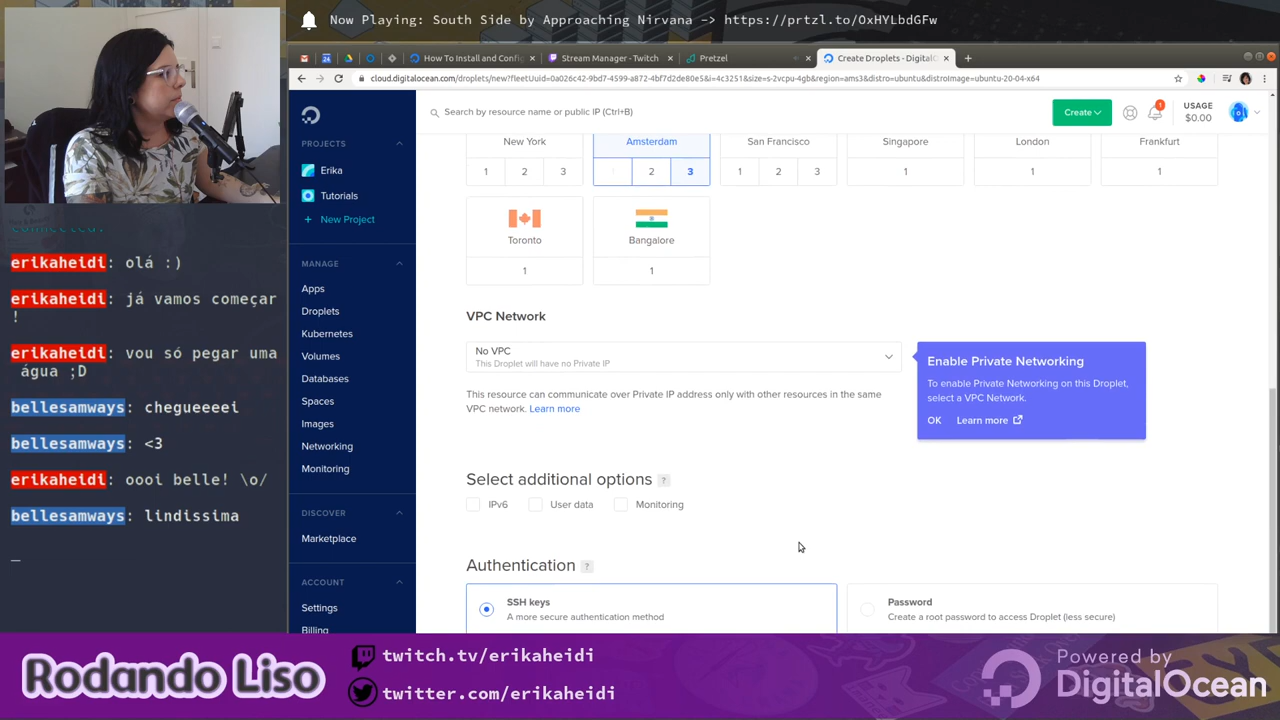 Now Playing: South Side by Approaching Nirvana -> https://prtzl.to/OxHYLbdGFw
How To Install and Config
Stream Manager - Twitch
Pretzel
Create Droplets - DigitalO
cloud.digitalocean.com/droplets/new?fleetUuid=0a026c42-9bd7-4599-a872-4bf7d2de80e5&i=4c3251&size=s-2vcpu-4gb&region=ams3&distro=ubuntu&distroImage=ubuntu-20-04-x64
Search by resource name or public IP (Ctrl+B)
Create
1
USAGE
$0.00
PROJECTS
Erika
Tutorials
+ New Project
MANAGE
Apps
Droplets
Kubernetes
Volumes
Databases
Spaces
Images
Networking
Monitoring
DISCOVER
Marketplace
ACCOUNT
Settings
Billing
New York
Amsterdam
San Francisco
Singapore
London
Frankfurt
1 2 3
1 2 3
1 2 3
1
1
1
Toronto
Bangalore
1
1
VPC Network
No VPC
This Droplet will have no Private IP
This resource can communicate over Private IP address only with other resources in the same
VPC network. Learn more
Enable Private Networking
To enable Private Networking on this Droplet,
select a VPC Network.
OK Learn more
Select additional options ?
IPv6 User data Monitoring
Authentication ?
SSH keys
A more secure authentication method
Password
Create a root password to access Droplet (less secure)
connected.
erikaheidi: olá :)
erikaheidi: já vamos começar
!
erikaheidi: vou só pegar uma
água ;D
bellesamways: chegueeeei
bellesamways: <3
erikaheidi: oooi belle! \o/
bellesamways: lindissima
_
Rodando Liso
twitch.tv/erikaheidi
twitter.com/erikaheidi
Powered by
DigitalOcean